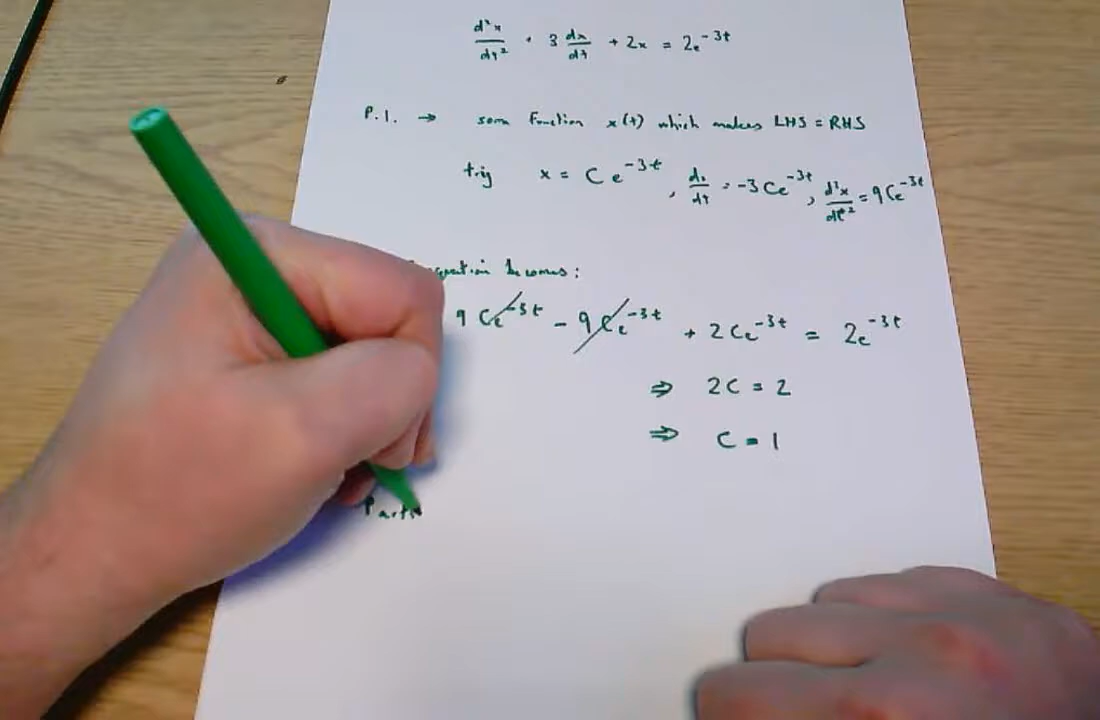 d²x/dt² + 3 dx/dt + 2x = 2e^-3t
P.I. → some function x(t) which makes LHS = RHS
try x = Ce^-3t, dx/dt = -3Ce^-3t, d²x/dt² = 9Ce^-3t
equation becomes:
9Ce^-3t - 9Ce^-3t + 2Ce^-3t = 2e^-3t
⇒ 2C = 2
⇒ C = 1
Parti